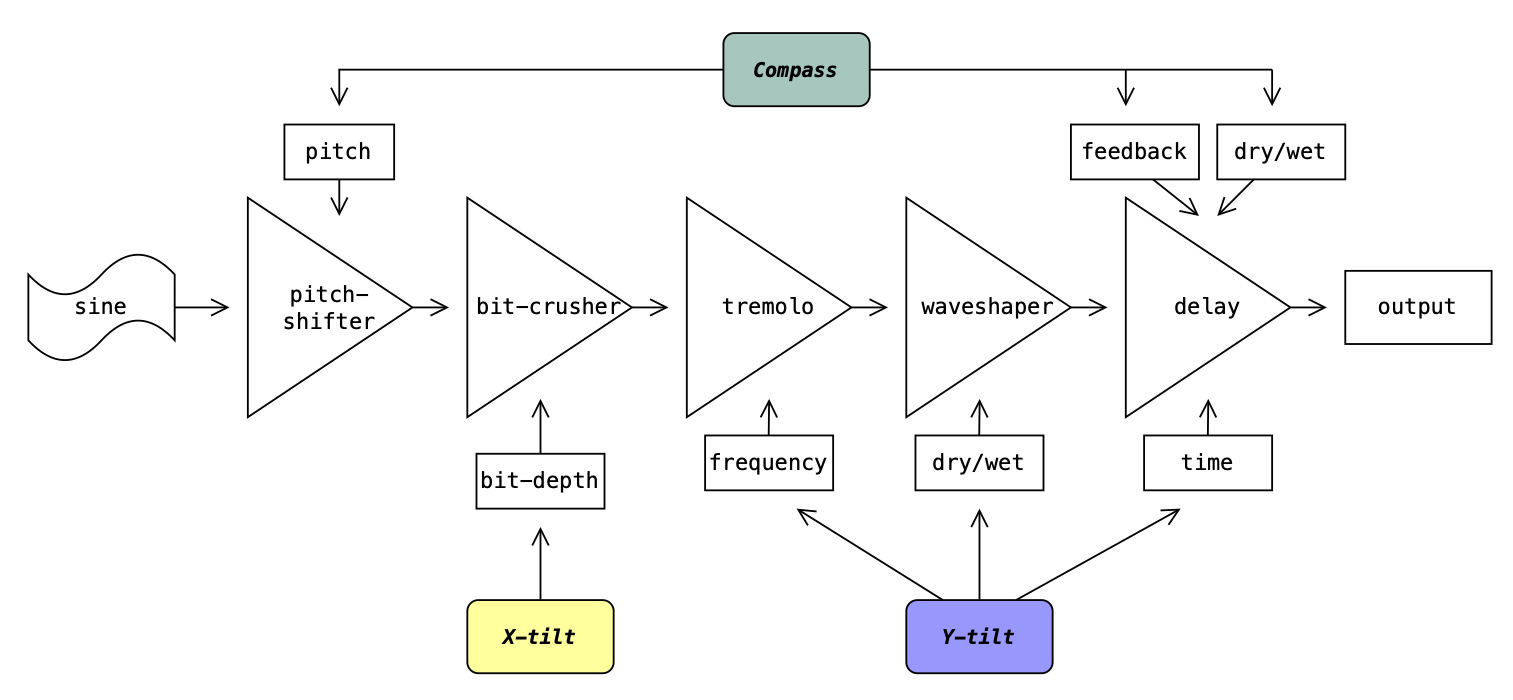 Compass
pitch
feedback
dry/wet
sine
pitch-
shifter
bit-crusher
tremolo
waveshaper
delay
output
bit-depth
frequency
dry/wet
time
X-tilt
Y-tilt